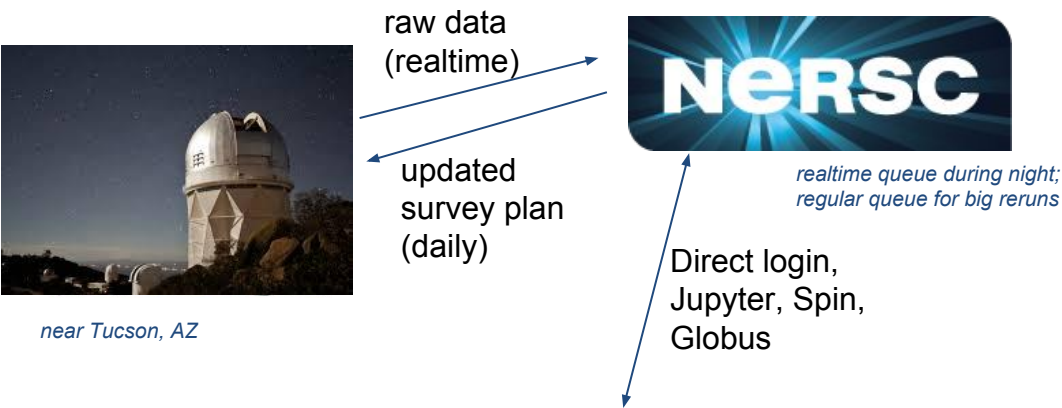 raw data
(realtime)
NERSC
updated
survey plan
(daily)
realtime queue during night;
regular queue for big reruns
Direct login,
Jupyter, Spin,
Globus
near Tucson, AZ